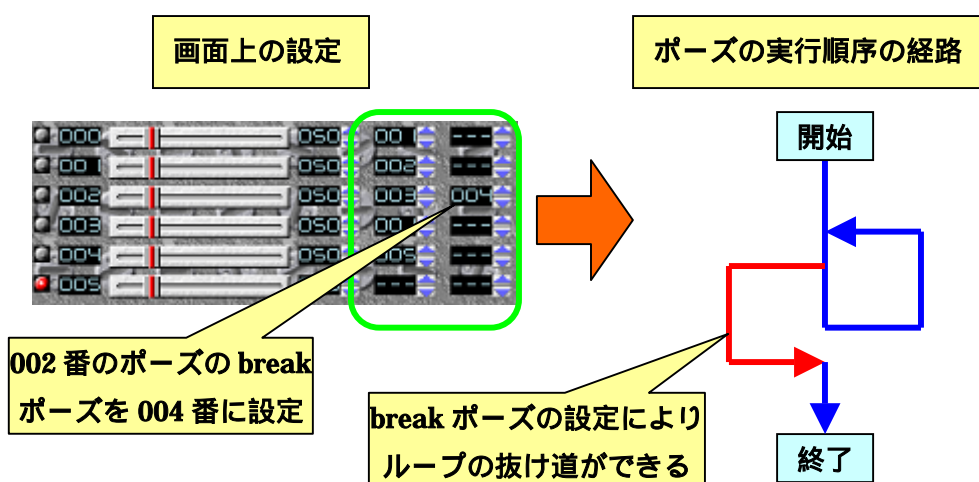 画面上の設定
ポーズの実行順序の経路
000 050 001 ---
001 050 002 ---
002 050 003 004
003 050 ---
004 050 005 ---
005 --- ---
002 番のポーズの break
ポーズを 004 番に設定
開始
break ポーズの設定により
ループの抜け道ができる
終了